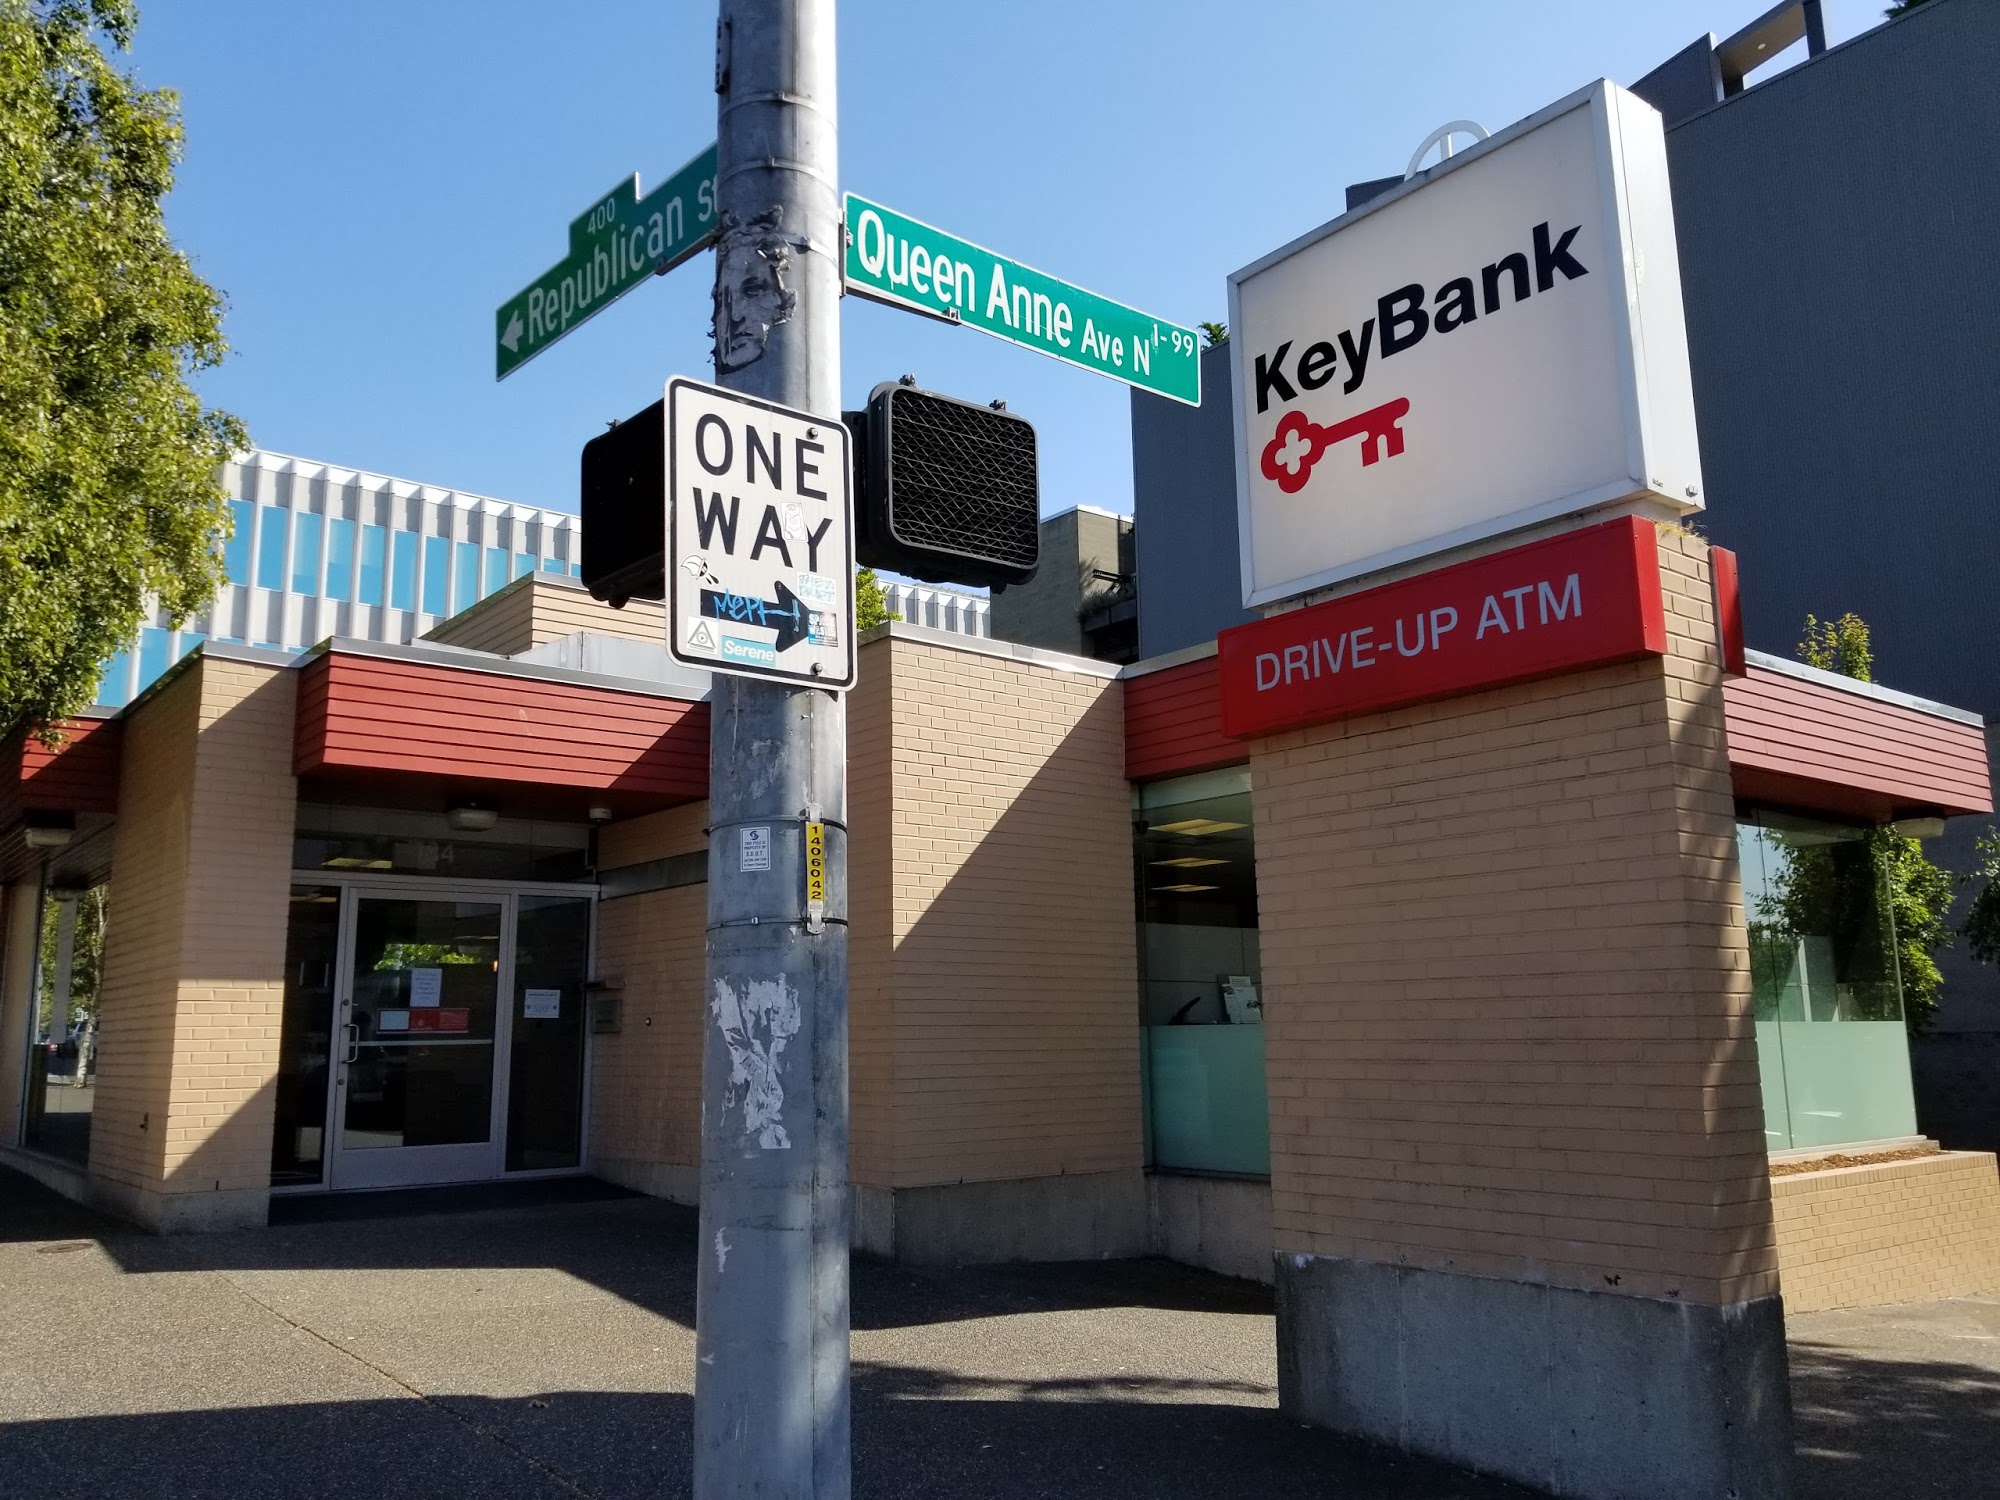 400
Republican St
Queen Anne Ave N 1-99
ONE
WAY
Serene
KeyBank
DRIVE-UP ATM
1406042